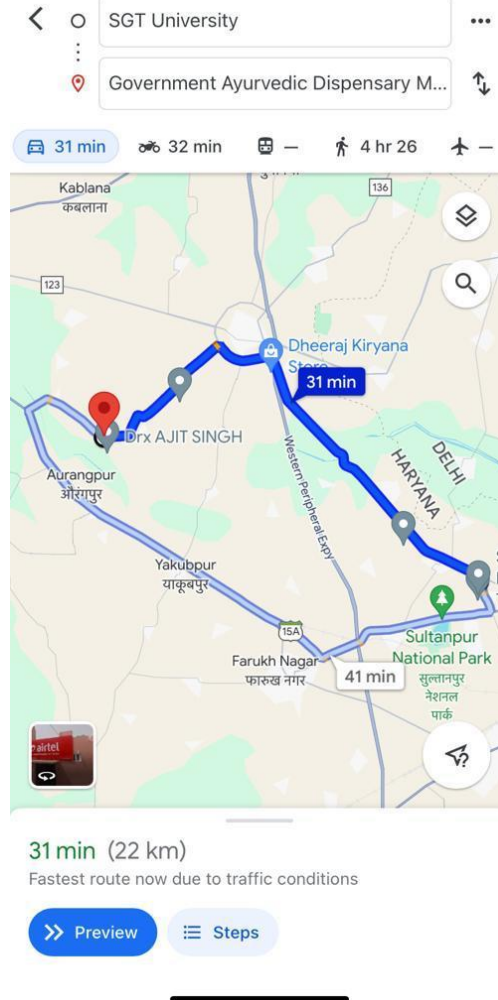 SGT University
Government Ayurvedic Dispensary M...
31 min
32 min
—
4 hr 26
—
Kablana
कबलाना
136
123
Dheeraj Kiryana
Store
31 min
Drx AJIT SINGH
DELHI
HARYANA
Western Peripheral Expy
Aurangpur
औरंगपुर
Yakubpur
याकूबपुर
15A
Farukh Nagar
फारुख नगर
41 min
Sultanpur
National Park
सुल्तानपुर
नेशनल
पार्क
airtel
31 min (22 km)
Fastest route now due to traffic conditions
Preview
Steps